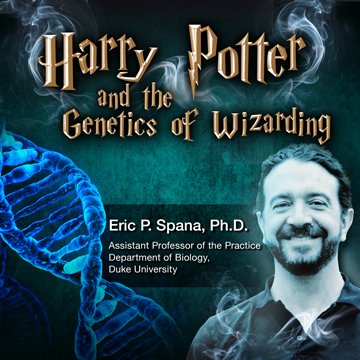 Harry Potter
and the
Genetics of Wizarding
Eric P. Spana, Ph.D.
Assistant Professor of the Practice
Department of Biology,
Duke University